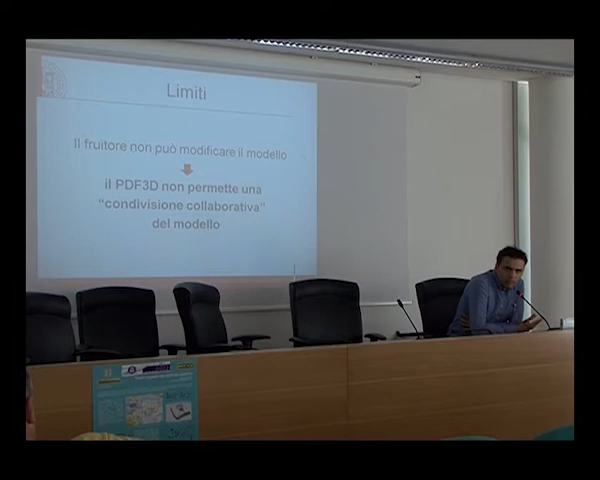 Limiti
Il fruitore non può modificare il modello
il PDF3D non permette una
“condivisione collaborativa”
del modello